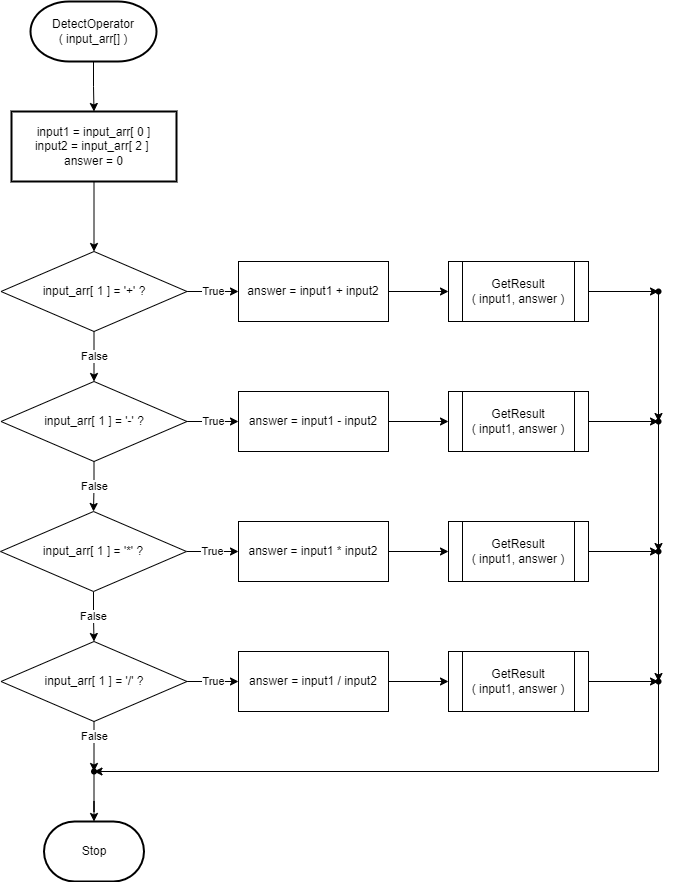 DetectOperator
( input_arr[] )
input1 = input_arr[ 0 ]
input2 = input_arr[ 2 ]
answer = 0
input_arr[ 1 ] = '+' ?
True
answer = input1 + input2
GetResult
( input1, answer )
False
input_arr[ 1 ] = '-' ?
True
answer = input1 - input2
GetResult
( input1, answer )
False
input_arr[ 1 ] = '*' ?
True
answer = input1 * input2
GetResult
( input1, answer )
False
input_arr[ 1 ] = '/' ?
True
answer = input1 / input2
GetResult
( input1, answer )
False
Stop